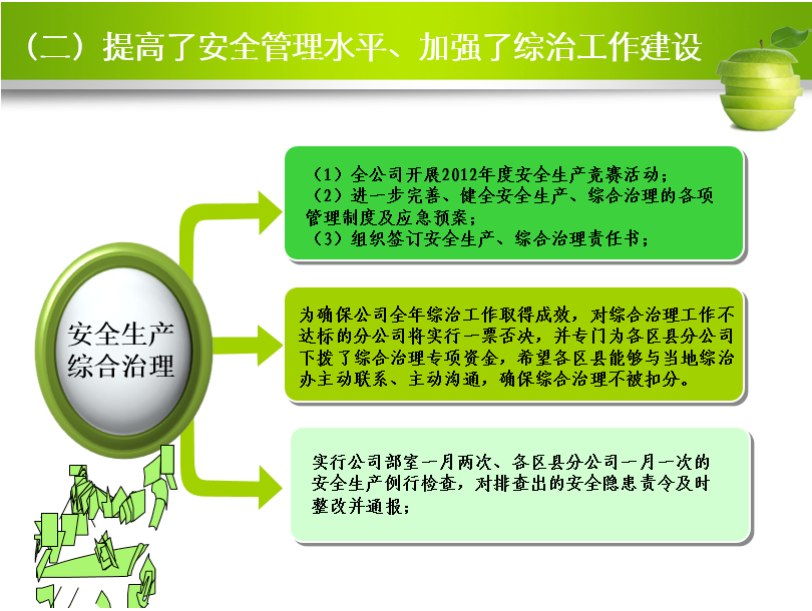 （二）提高了安全管理水平、加强了综治工作建设
（1）全公司开展2012年度安全生产竞赛活动；
（2）进一步完善、健全安全生产、综合治理的各项
管理制度及应急预案；
（3）组织签订安全生产、综合治理责任书；
安全生产
综合治理
为确保公司全年综治工作取得成效，对综合治理工作不
达标的分公司将实行一票否决，并专门为各区县分公司
下拨了综合治理专项资金，希望各区县能够与当地综治
办主动联系、主动沟通，确保综合治理不被扣分。
实行公司部室一月两次、各区县分公司一月一次的
安全生产例行检查，对排查出的安全隐患责令及时
整改并通报；